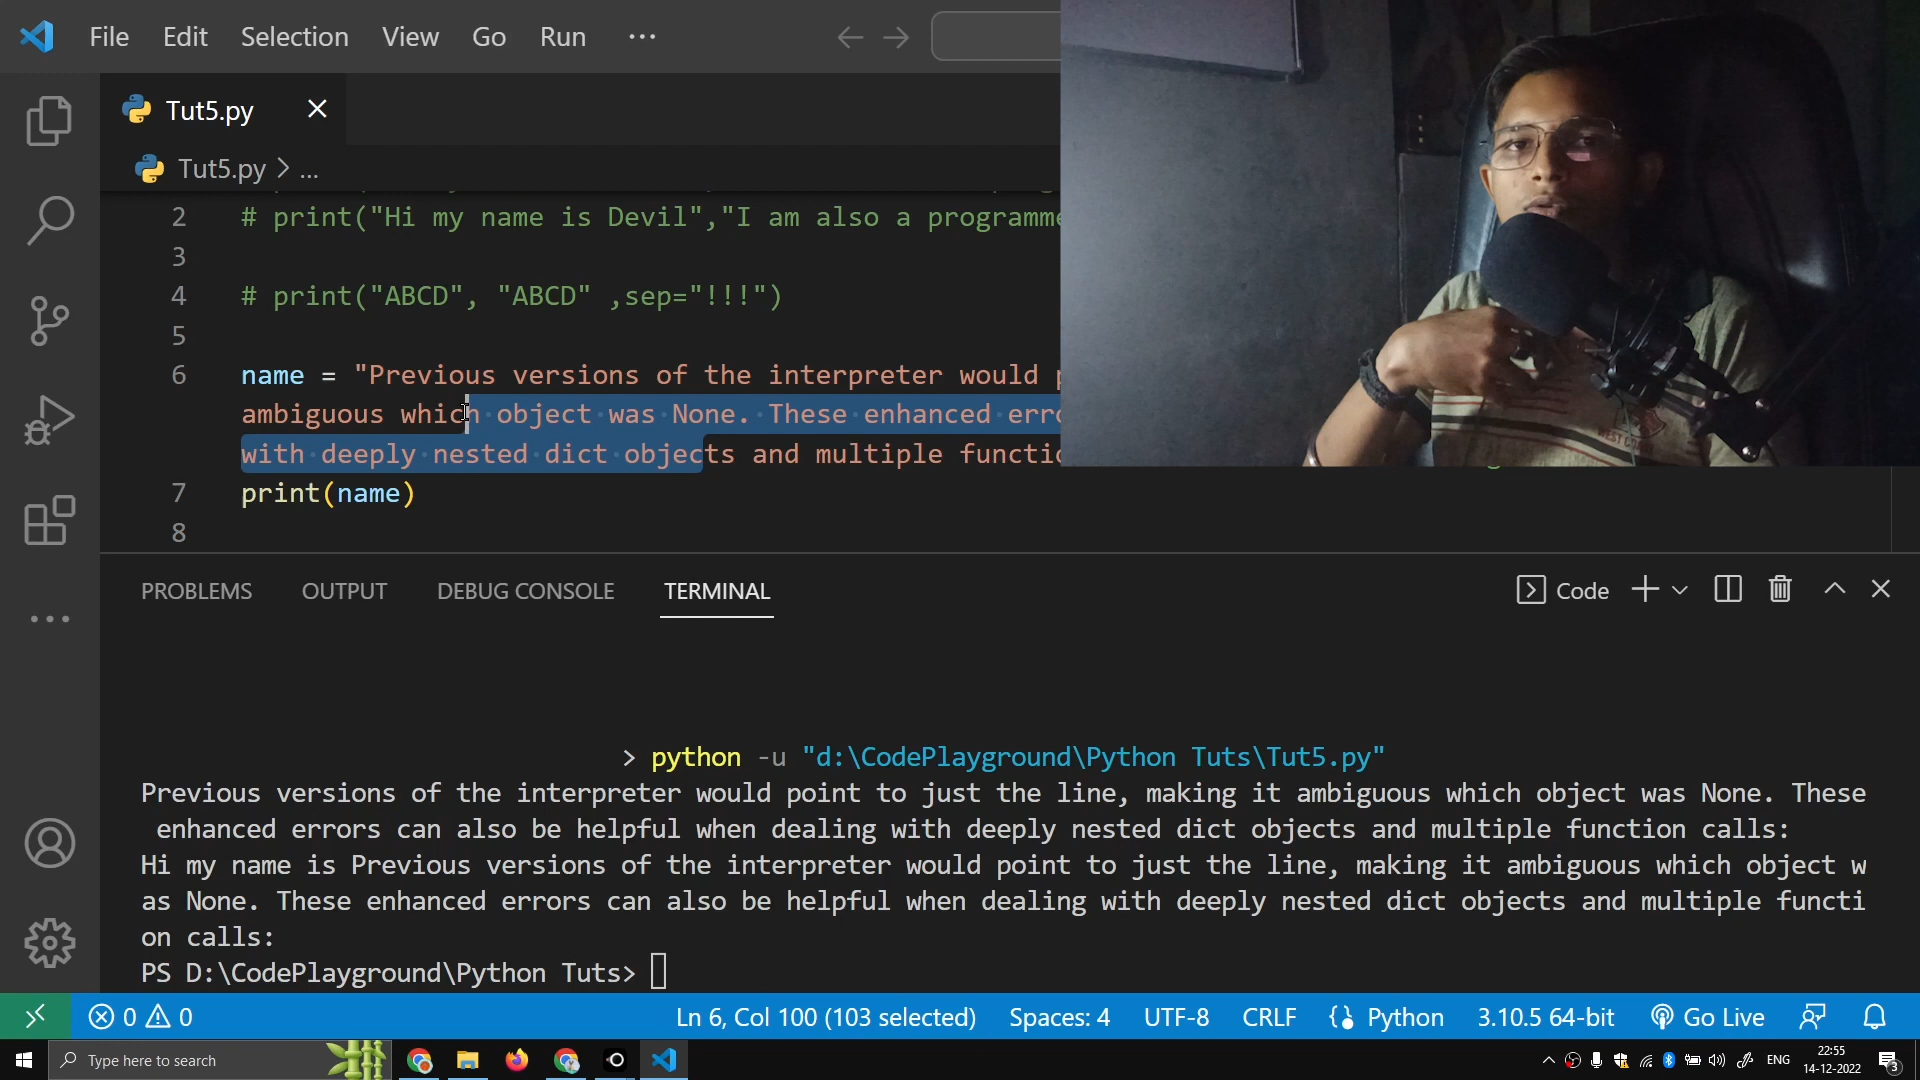 File Edit Selection View Go Run ···
Tut5.py
Tut5.py > ...
2 # print("Hi my name is Devil","I am also a programme
3
4 # print("ABCD", "ABCD" ,sep="!!!")
5
6 name = "Previous versions of the interpreter would
ambiguous which object was None. These enhanced erro
with deeply nested dict objects and multiple functio
7 print(name)
8
PROBLEMS OUTPUT DEBUG CONSOLE TERMINAL Code
> python -u "d:\CodePlayground\Python Tuts\Tut5.py"
Previous versions of the interpreter would point to just the line, making it ambiguous which object was None. These
enhanced errors can also be helpful when dealing with deeply nested dict objects and multiple function calls:
Hi my name is Previous versions of the interpreter would point to just the line, making it ambiguous which object w
as None. These enhanced errors can also be helpful when dealing with deeply nested dict objects and multiple functi
on calls:
PS D:\CodePlayground\Python Tuts>
0 0 Ln 6, Col 100 (103 selected) Spaces: 4 UTF-8 CRLF Python 3.10.5 64-bit Go Live
Type here to search ENG 22:55
14-12-2022 3